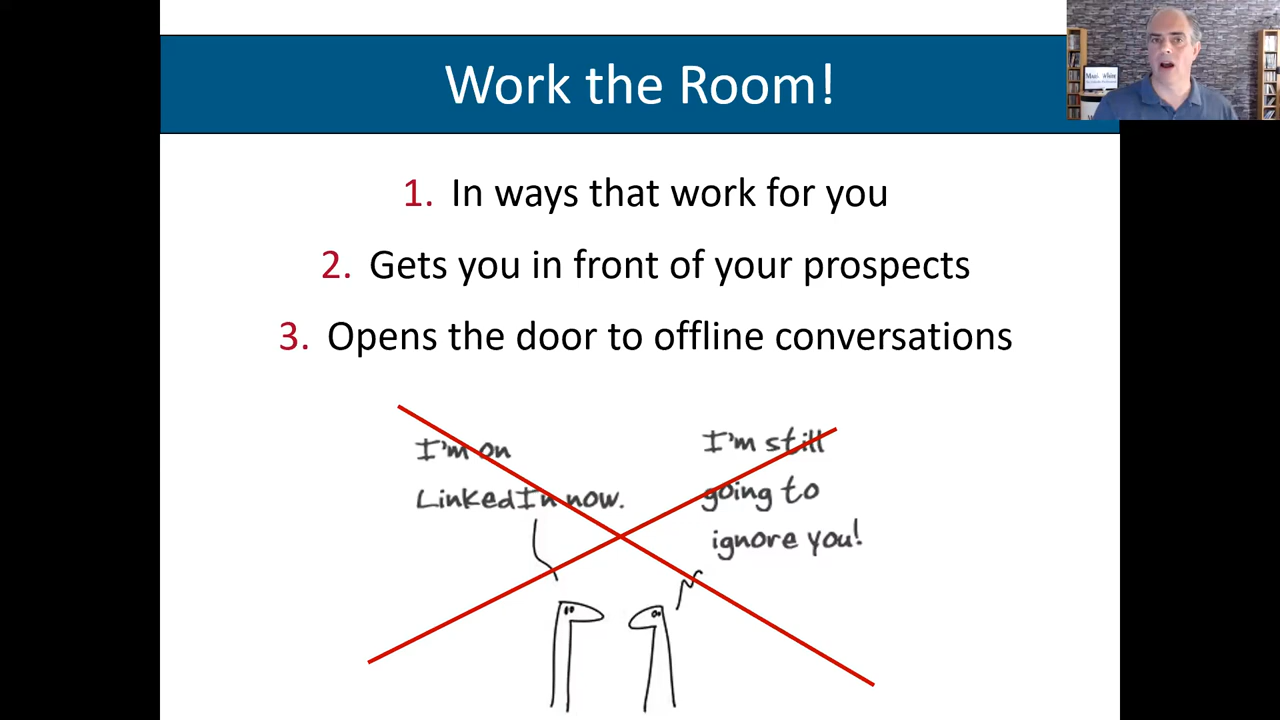 Work the Room!
1. In ways that work for you
2. Gets you in front of your prospects
3. Opens the door to offline conversations
I'm on
LinkedIn now.
I'm still
going to
ignore you!